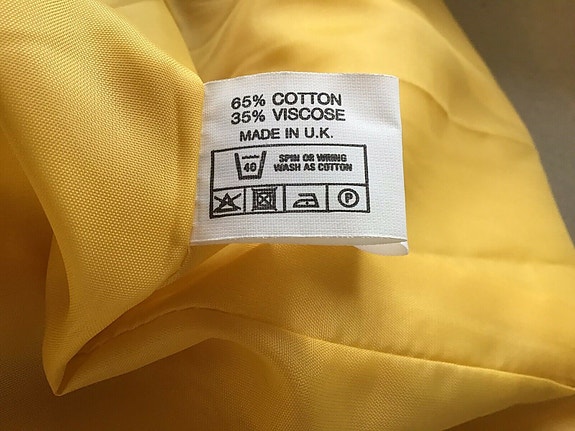 65% COTTON
35% VISCOSE
MADE IN U.K.
40 SPIN OR WRING
WASH AS COTTON
P